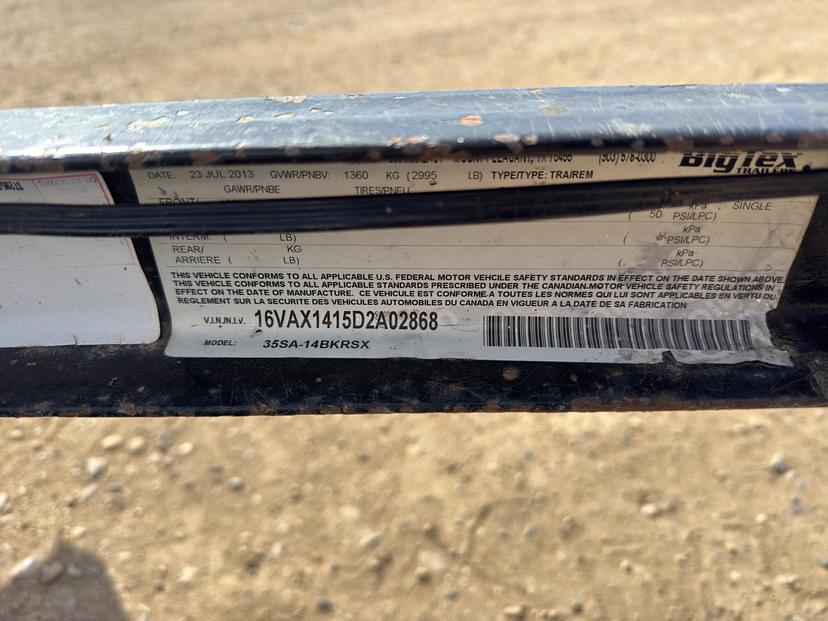 MOUNT PLEASANT, TX 75455 (903) 578-0300
BigTex
TRAILERS
DATE: 23 JUL 2013 GVWR/PNBV: 1360 KG ( 2995 LB) TYPE/TYPE: TRA/REM
GAWR/PNBE TIRES/PNEU
FRONT/
kPa SINGLE
( 50 PSI/LPC)
INTERM. ( LB) kPa
( PSI/LPC)
REAR/ KG kPa
ARRIERE ( LB) ( PSI/LPC)
THIS VEHICLE CONFORMS TO ALL APPLICABLE U.S. FEDERAL MOTOR VEHCILE SAFETY STANDARDS IN EFFECT ON THE DATE SHOWN ABOVE.
THIS VEHICLE CONFORMS TO ALL APPLICABLE STANDARDS PRESCRIBED UNDER THE CANADIAN MOTOR VEHICLE SAFETY REGULATIONS IN
EFFECT ON THE DATE OF MANUFACTURE. CE VEHICULE EST CONFORME A TOUTES LES NORMES QUI LUI SONT APPLICABLES EN VERTU DU
REGLEMENT SUR LA SECURITE DES VEHICULES AUTOMOBILES DU CANADA EN VIGUEUR A LA DATE DE SA FABRICATION
V.I.N./N.I.V. 16VAX1415D2A02868
MODEL: 35SA-14BKRSX